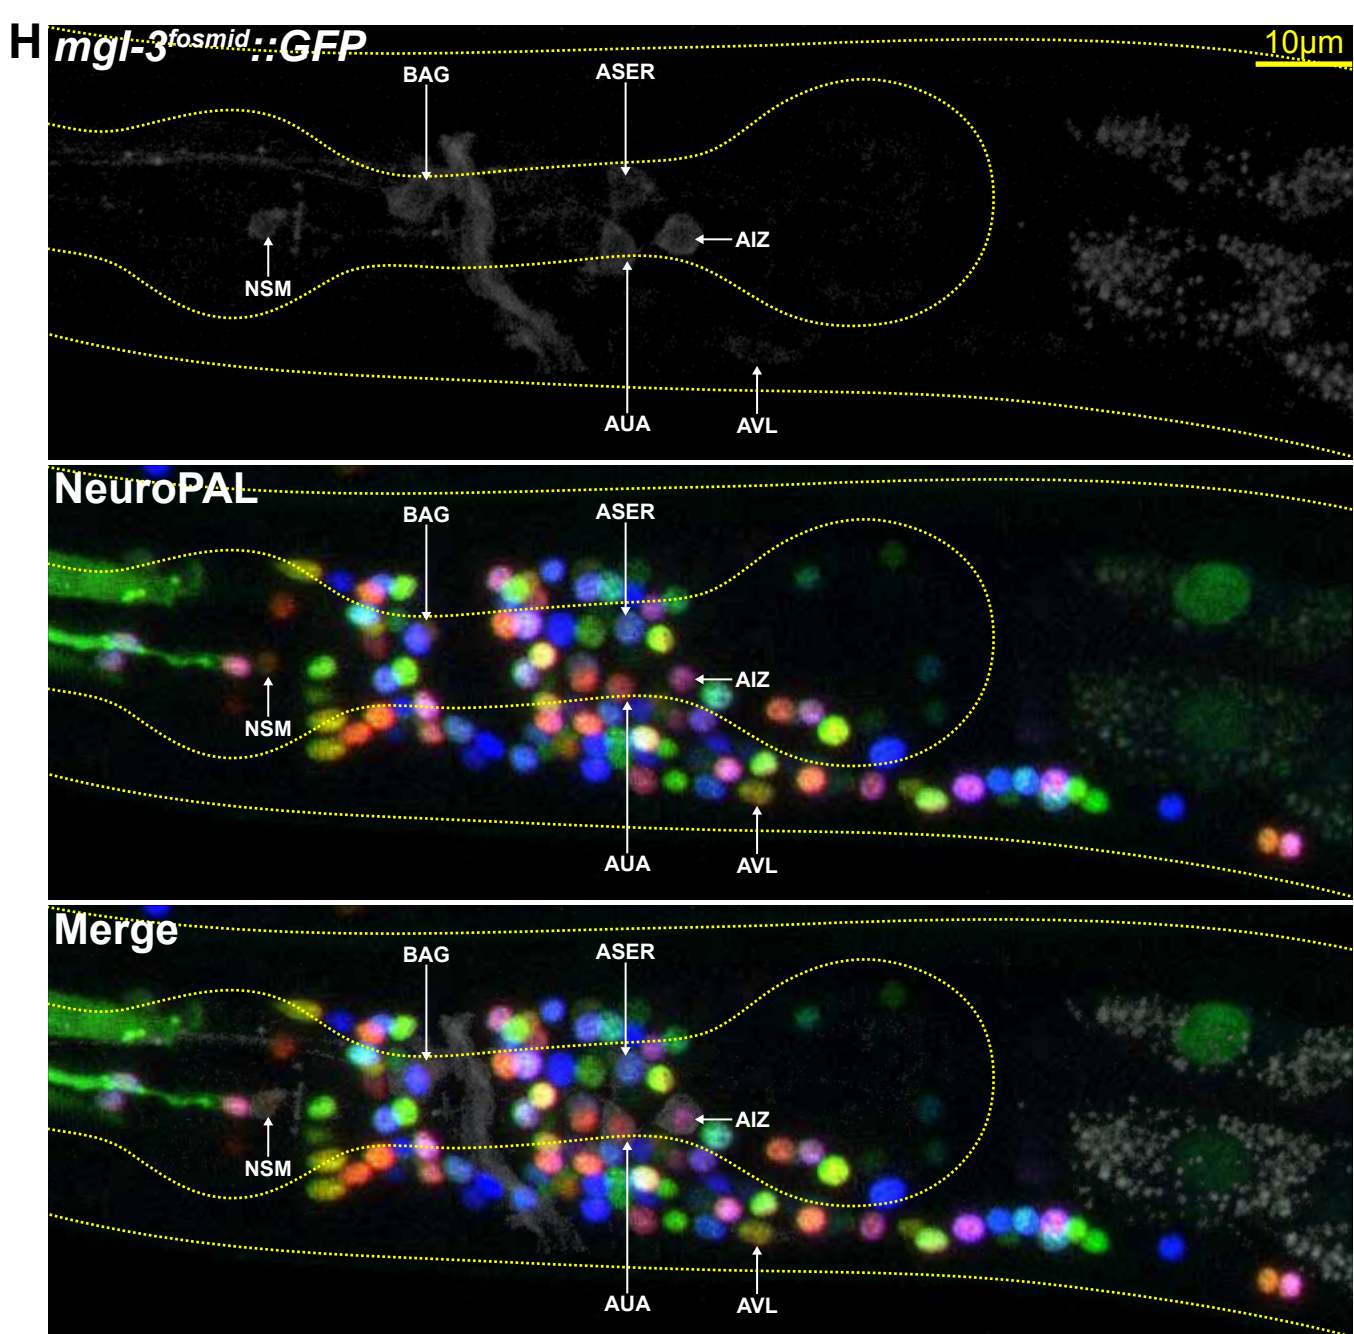 H mgl-3fosmid::GFP
10µm
BAG
ASER
AIZ
NSM
AUA
AVL
NeuroPAL
BAG
ASER
AIZ
NSM
AUA
AVL
Merge
BAG
ASER
AIZ
NSM
AUA
AVL